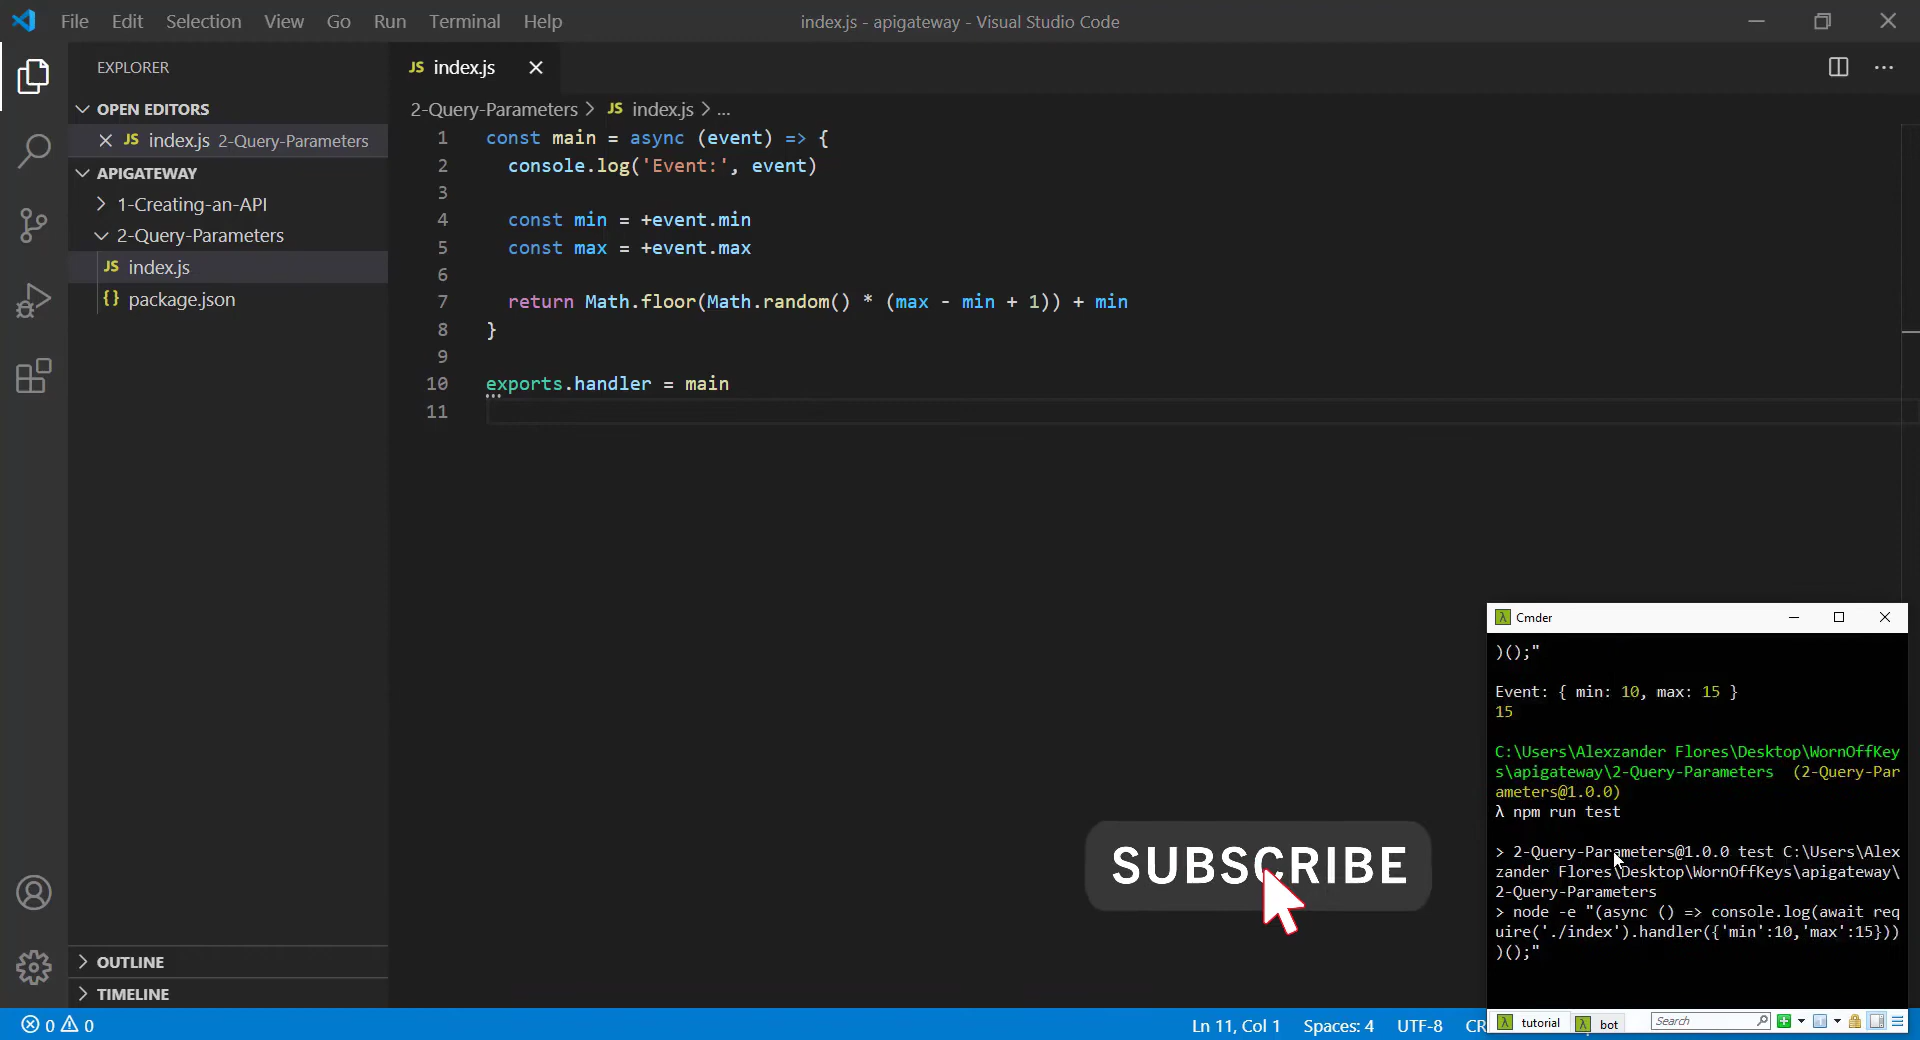 File Edit Selection View Go Run Terminal Help
index.js - apigateway - Visual Studio Code
EXPLORER
OPEN EDITORS
JS index.js 2-Query-Parameters
APIGATEWAY
1-Creating-an-API
2-Query-Parameters
JS index.js
{} package.json
OUTLINE
TIMELINE
JS index.js
2-Query-Parameters > JS index.js > ...
1 const main = async (event) => {
2 console.log('Event:', event)
3
4 const min = +event.min
5 const max = +event.max
6
7 return Math.floor(Math.random() * (max - min + 1)) + min
8 }
9
10 exports.handler = main
11
SUBSCRIBE
λ Cmder
)();"
Event: { min: 10, max: 15 }
15
C:\Users\Alexzander Flores\Desktop\WornOffKey
s\apigateway\2-Query-Parameters (2-Query-Par
ameters@1.0.0)
λ npm run test
> 2-Query-Parameters@1.0.0 test C:\Users\Alex
zander Flores\Desktop\WornOffKeys\apigateway\
2-Query-Parameters
> node -e "(async () => console.log(await req
uire('./index').handler({'min':10,'max':15}))
)();"
λ tutorial λ bot Search
0 0
Ln 11, Col 1 Spaces: 4 UTF-8 CR